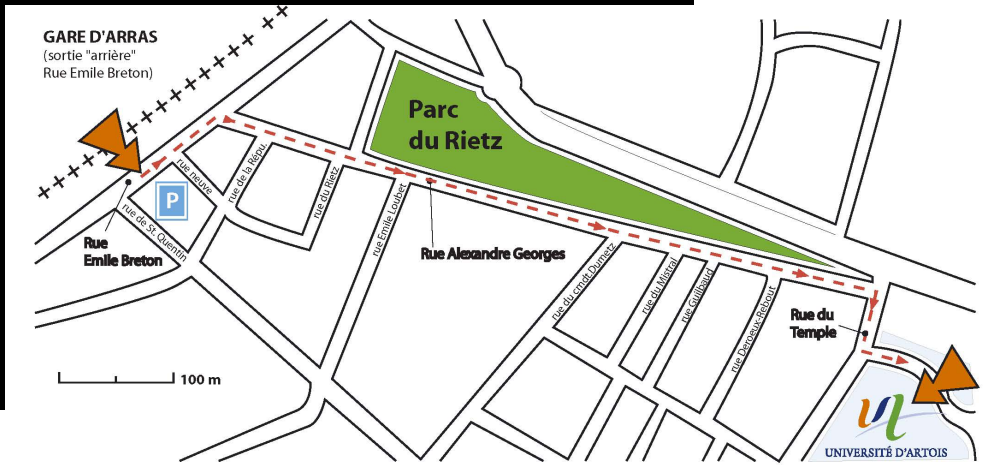 GARE D'ARRAS
(sortie "arrière"
Rue Emile Breton)
Parc
du Rietz
rue neuve
rue de la Répu.
rue du Rietz
P
rue de St. Quentin
Rue
Emile Breton
rue Emile Loubet
Rue Alexandre Georges
rue du cmdt. Dumetz
rue du Mistral
rue Guilbaud
rue Deroeux-Rebout
Rue du
Temple
100 m
UNIVERSITÉ D'ARTOIS